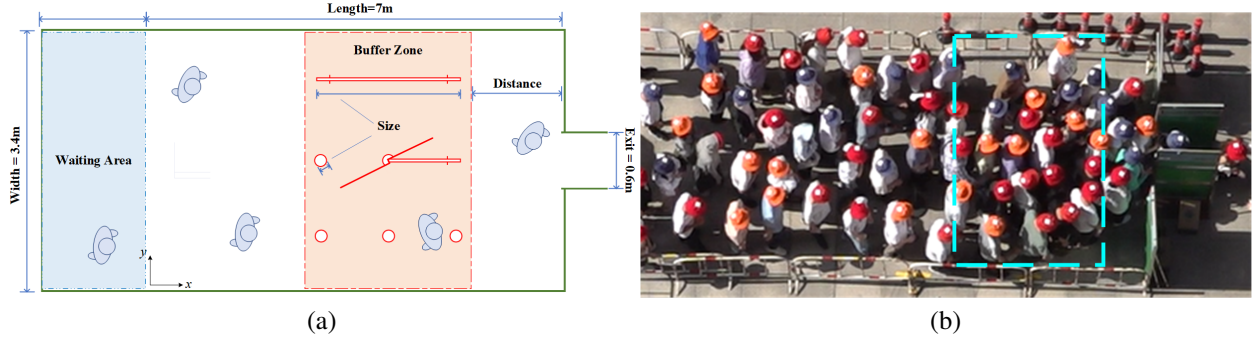 Length=7m
Buffer Zone
Distance
Size
Waiting Area
Width = 3.4m
Exit = 0.6m
y
x
(a)
(b)